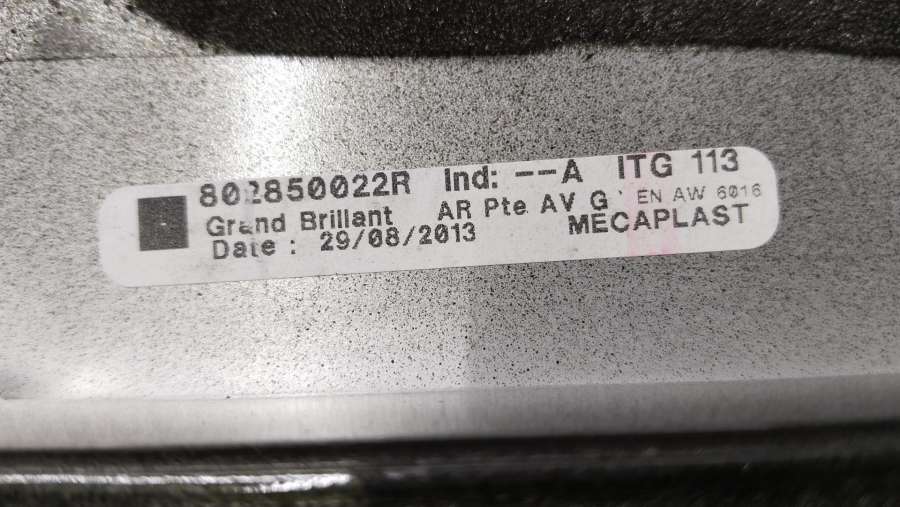 802850022R Ind: --A ITG 113
Grand Brillant AR Pte AV G EN AW 6016
Date : 29/08/2013 MECAPLAST